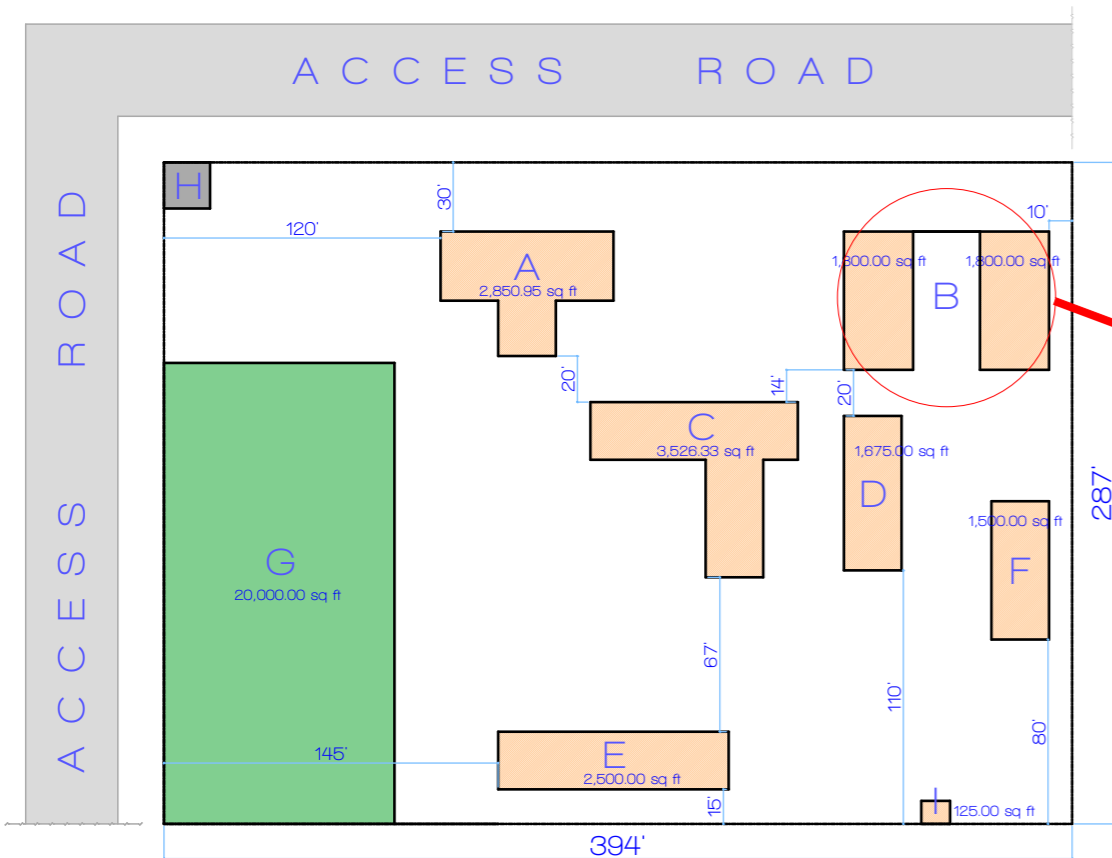 ACCESS ROAD
ACCESS ROAD
H
30'
10'
120'
A
2,850.95 sq ft
1,800.00 sq ft
1,800.00 sq ft
B
20'
14'
20'
C
3,526.33 sq ft
1,675.00 sq ft
D
287'
1,500.00 sq ft
F
G
20,000.00 sq ft
67'
110'
80'
145'
E
2,500.00 sq ft
15'
I
125.00 sq ft
394'